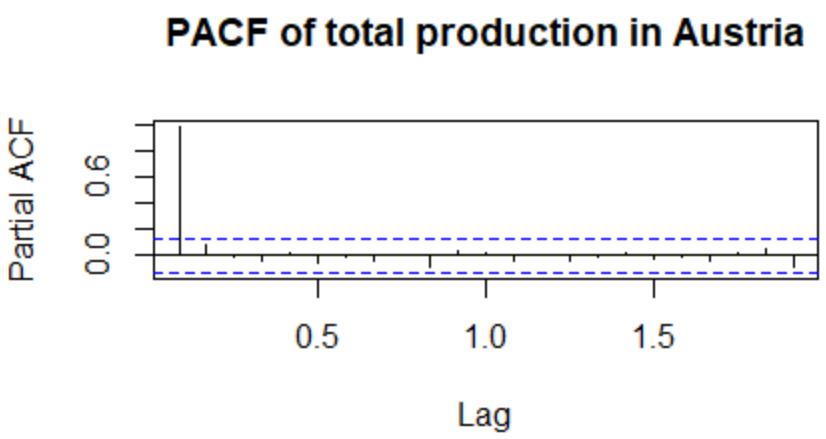 PACF of total production in Austria
Partial ACF
0.6
0.0
0.5 1.0 1.5
Lag